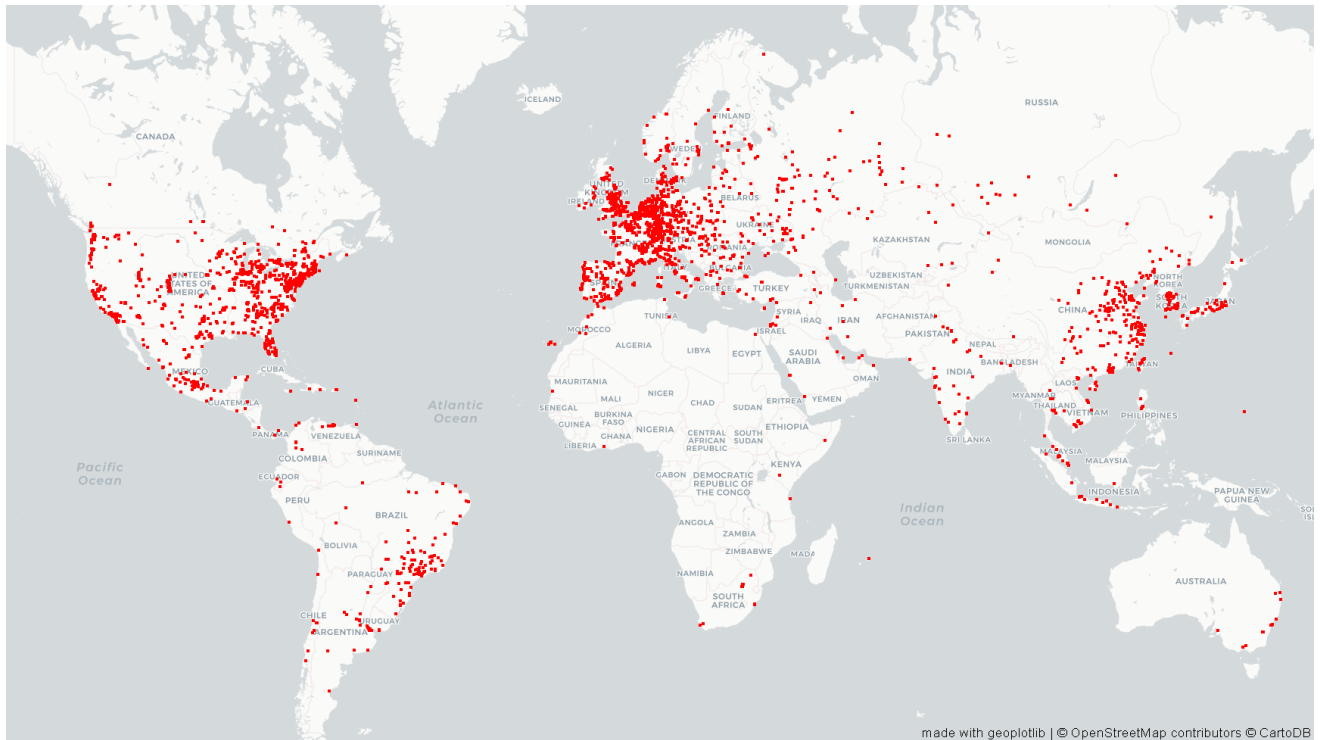 ICELAND
RUSSIA
FINLAND
CANADA
BELARUS
KAZAKHSTAN
MONGOLIA
UZBEKISTAN
TURKMENISTAN
TURKEY
NORTH
KOREA
CHINA
SYRIA
IRAQ
IRAN
AFGHANISTAN
PAKISTAN
ISRAEL
MOROCCO
TUNISIA
ALGERIA
LIBYA
EGYPT
SAUDI
ARABIA
NEPAL
BANGLADESH
INDIA
OMAN
YEMEN
ERITREA
CUBA
MEXICO
GUATEMALA
MAURITANIA
MALI
NIGER
CHAD
SUDAN
SENEGAL
BURKINA
FASO
GUINEA
GHANA
NIGERIA
LIBERIA
ETHIOPIA
CENTRAL
AFRICAN
REPUBLIC
SOUTH
SUDAN
LAOS
MYANMAR
THAILAND
VIETNAM
PHILIPPINES
SRI LANKA
MALAYSIA
MALAYSIA
Atlantic
Ocean
PANAMA
VENEZUELA
COLOMBIA
SURINAME
Pacific
Ocean
ECUADOR
PERU
BRAZIL
GABON
DEMOCRATIC
REPUBLIC OF
THE CONGO
KENYA
INDONESIA
PAPUA NEW
GUINEA
Indian
Ocean
ANGOLA
ZAMBIA
ZIMBABWE
MADA
BOLIVIA
PARAGUAY
NAMIBIA
SOUTH
AFRICA
AUSTRALIA
CHILE
URUGUAY
ARGENTINA
made with geoplotlib | © OpenStreetMap contributors © CartoDB